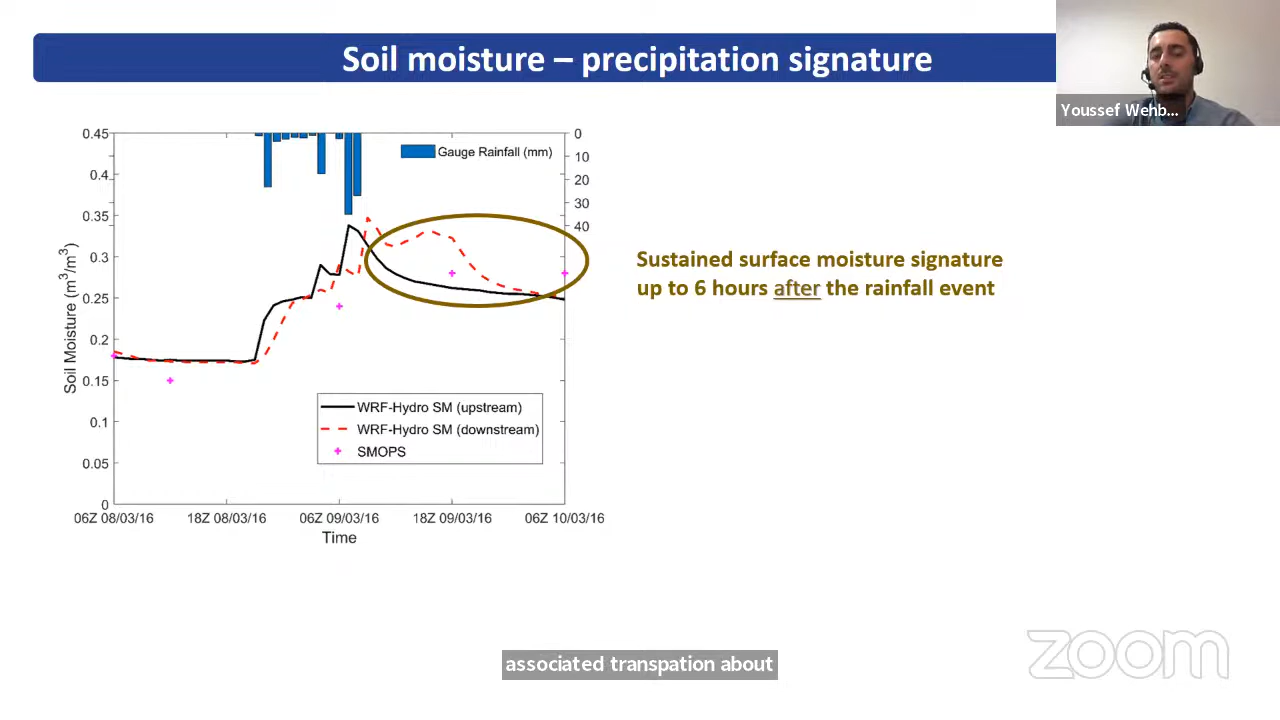 Soil moisture – precipitation signature
Youssef Wehb...
0.45
0.4
0.35
0.3
0.25
0.2
0.15
0.1
0.05
0
Soil Moisture (m³/m³)
Gauge Rainfall (mm)
0
10
20
30
40
WRF-Hydro SM (upstream)
WRF-Hydro SM (downstream)
SMOPS
06Z 08/03/16
18Z 08/03/16
06Z 09/03/16
18Z 09/03/16
06Z 10/03/16
Time
Sustained surface moisture signature
up to 6 hours after the rainfall event
associated transpation about
zoom